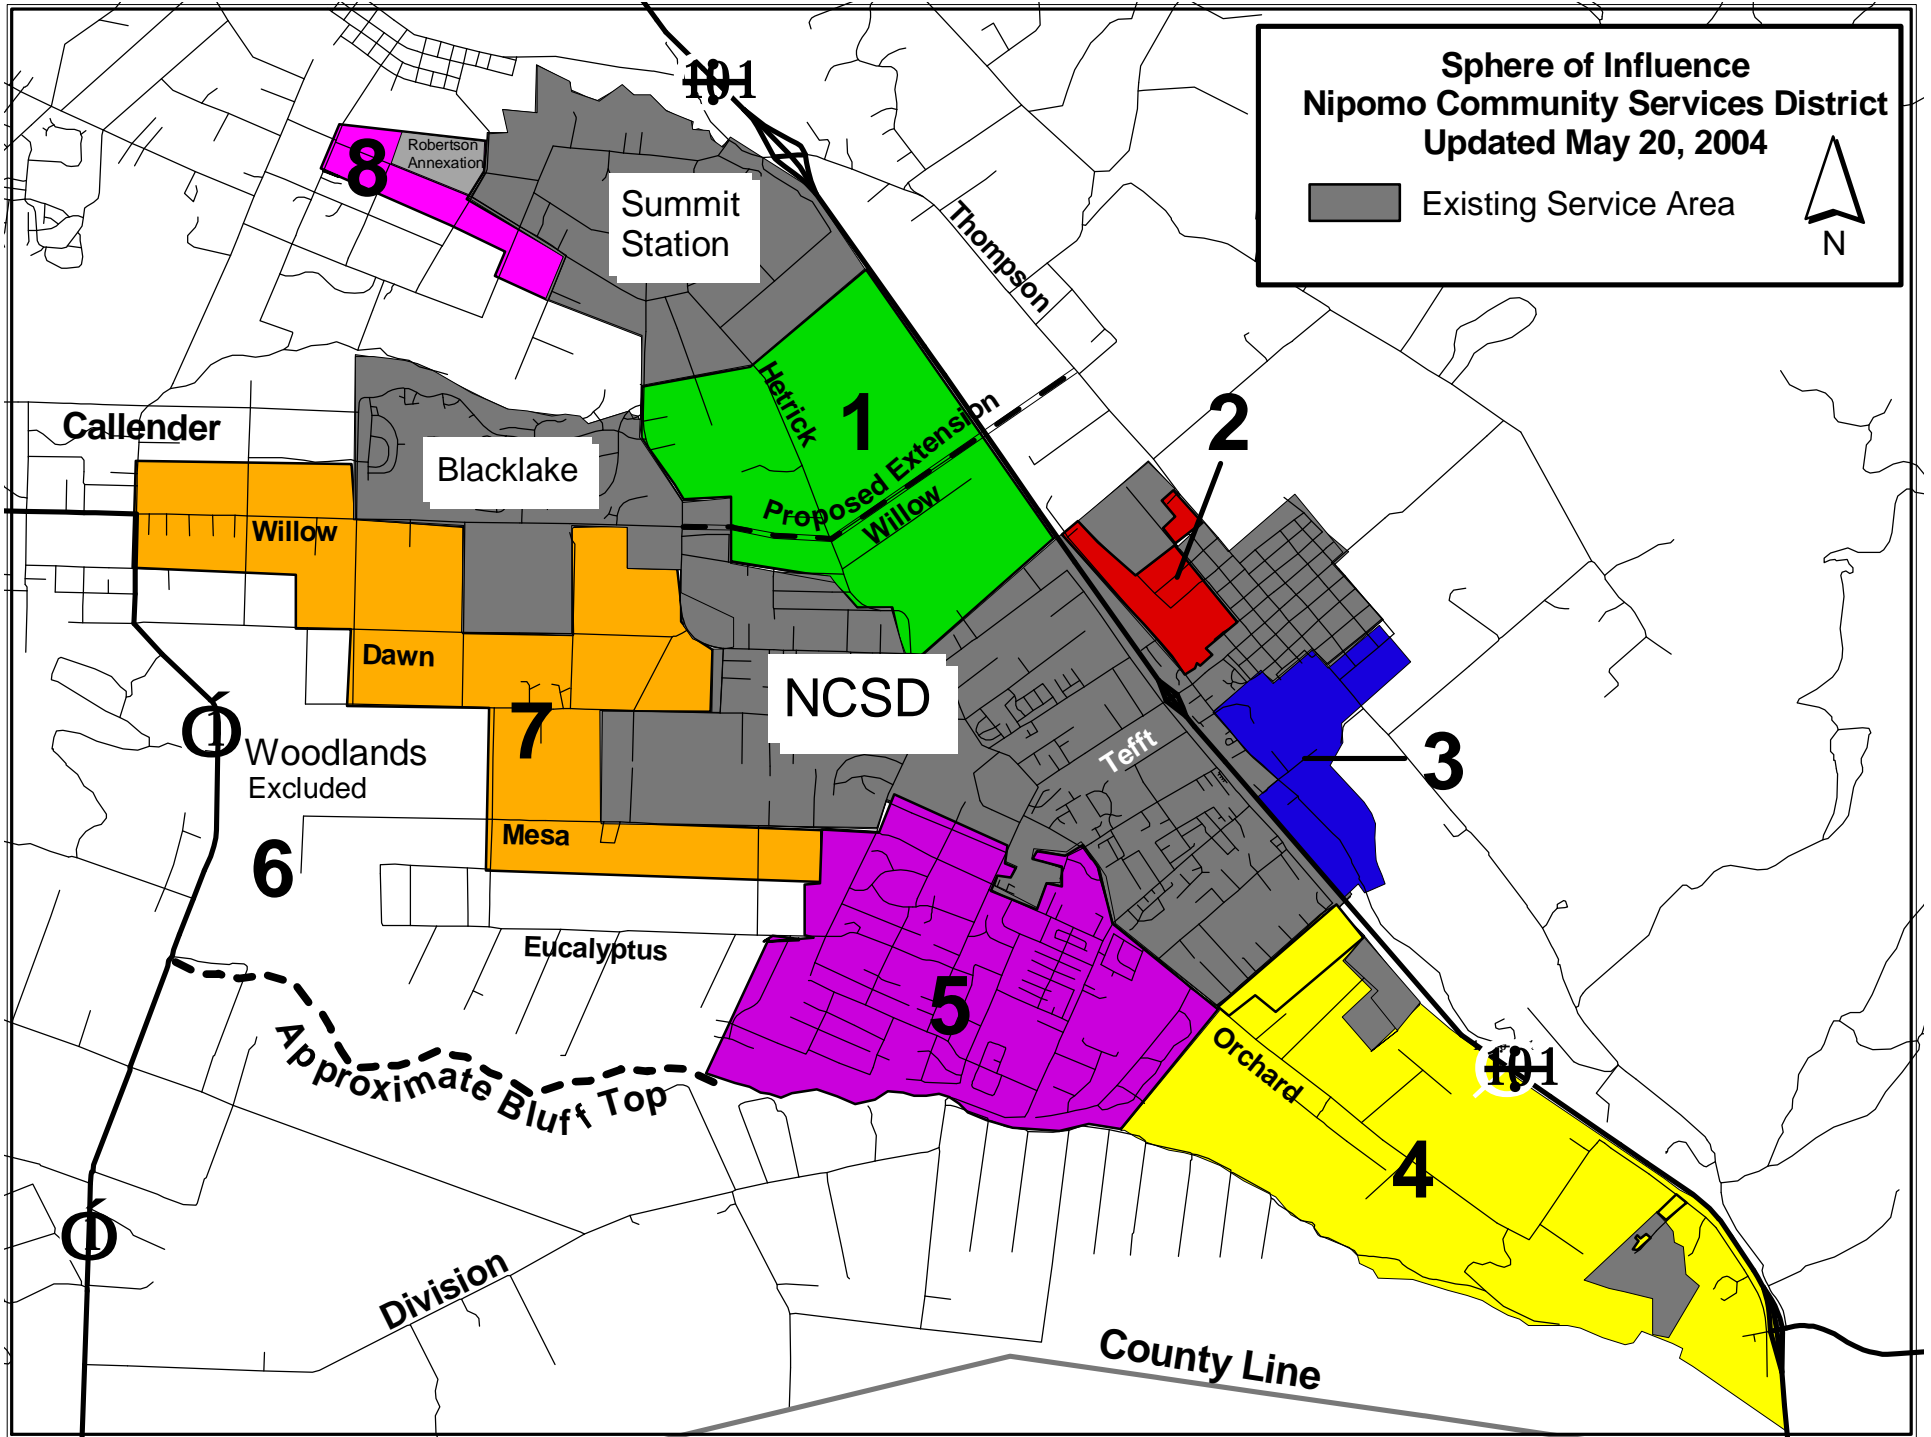 Sphere of Influence
Nipomo Community Services District
Updated May 20, 2004
Existing Service Area
N
101
8
Robertson
Annexation
Summit
Station
Thompson
Hetrick
1
2
Callender
Blacklake
Proposed Extension
Willow
Willow
Dawn
NCSD
7
Tefft
3
1
Woodlands
Excluded
Mesa
6
Eucalyptus
5
Orchard
101
Approximate Bluff Top
4
1
Division
County Line